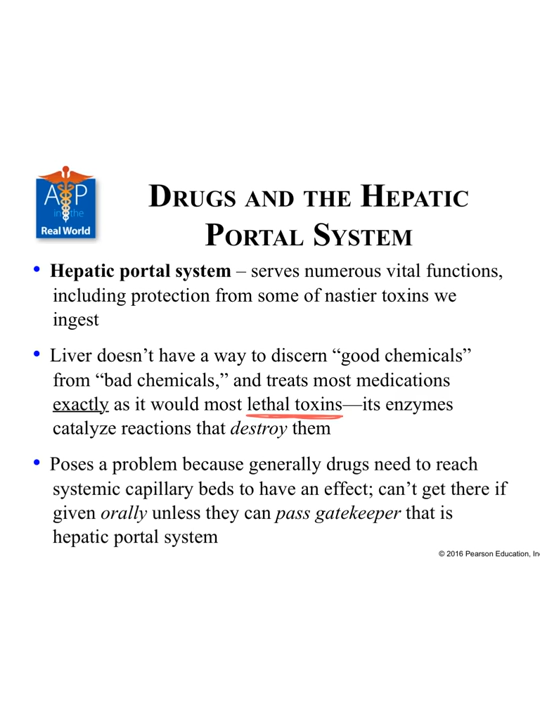 A&P
in the
Real World
DRUGS AND THE HEPATIC
PORTAL SYSTEM
• Hepatic portal system – serves numerous vital functions,
including protection from some of nastier toxins we
ingest
• Liver doesn’t have a way to discern “good chemicals”
from “bad chemicals,” and treats most medications
exactly as it would most lethal toxins—its enzymes
catalyze reactions that destroy them
• Poses a problem because generally drugs need to reach
systemic capillary beds to have an effect; can’t get there if
given orally unless they can pass gatekeeper that is
hepatic portal system
© 2016 Pearson Education, In